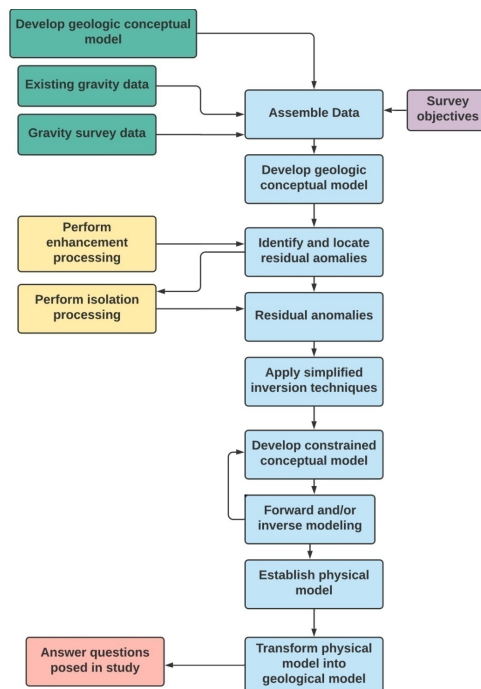 Develop geologic conceptual
model
Existing gravity data
Gravity survey data
Assemble Data
Survey
objectives
Develop geologic
conceptual model
Perform
enhancement
processing
Identify and locate
residual aomalies
Perform isolation
processing
Residual anomalies
Apply simplified
inversion techniques
Develop constrained
conceptual model
Forward and/or
inverse modeling
Establish physical
model
Answer questions
posed in study
Transform physical
model into
geological model